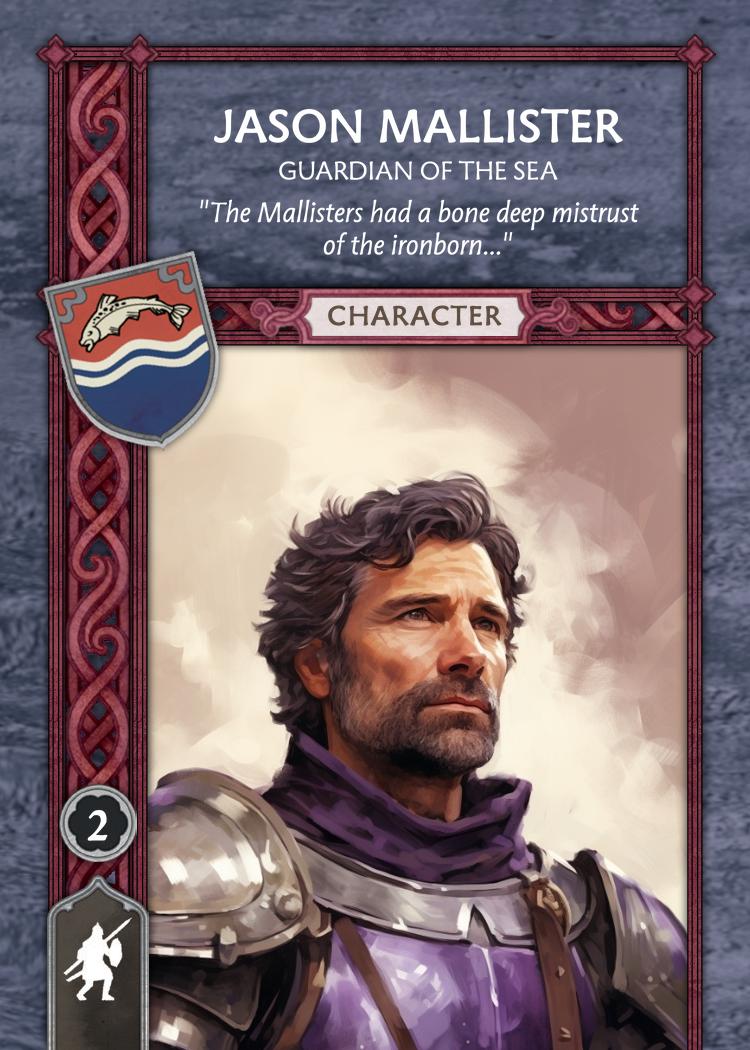 JASON MALLISTER
GUARDIAN OF THE SEA
"The Mallisters had a bone deep mistrust
of the ironborn..."
CHARACTER
2